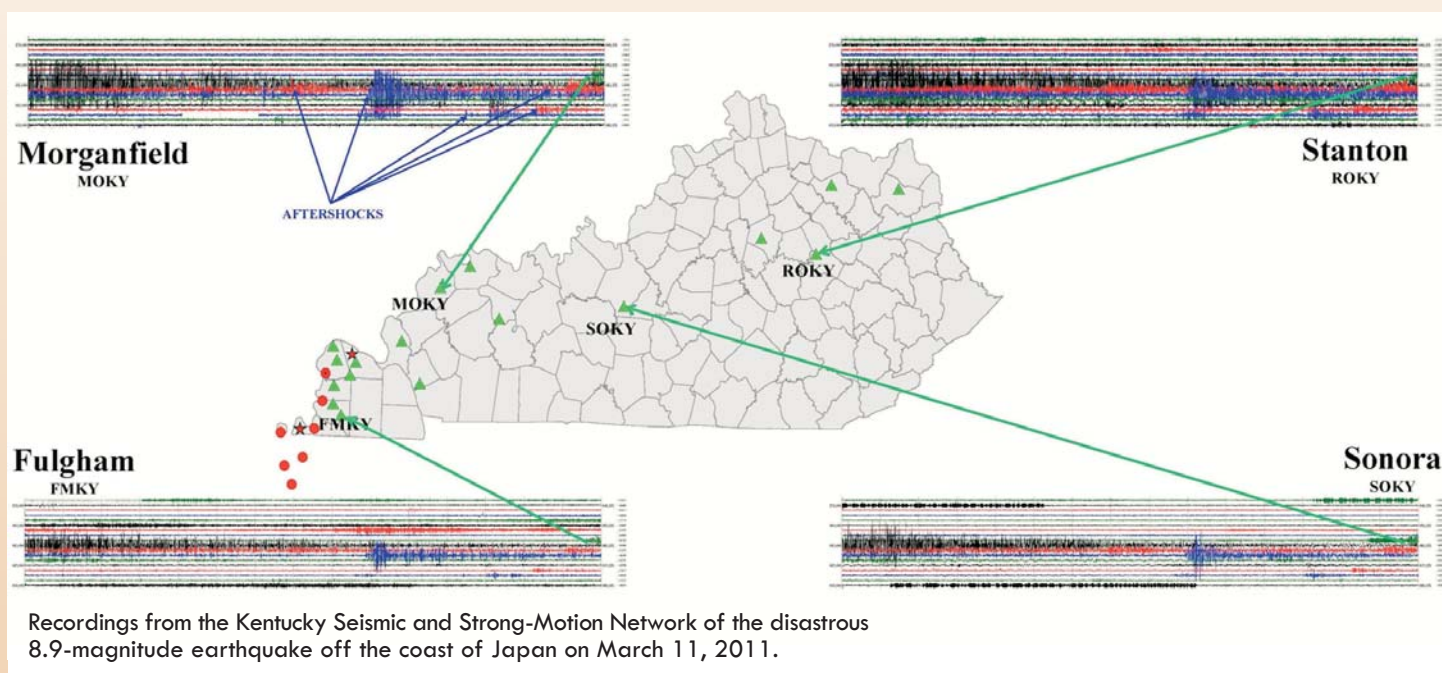 Morganfield
MOKY
AFTERSHOCKS
Stanton
ROKY
ROKY
MOKY
SOKY
FMKY
Fulgham
FMKY
Sonora
SOKY
Recordings from the Kentucky Seismic and Strong-Motion Network of the disastrous
8.9-magnitude earthquake off the coast of Japan on March 11, 2011.